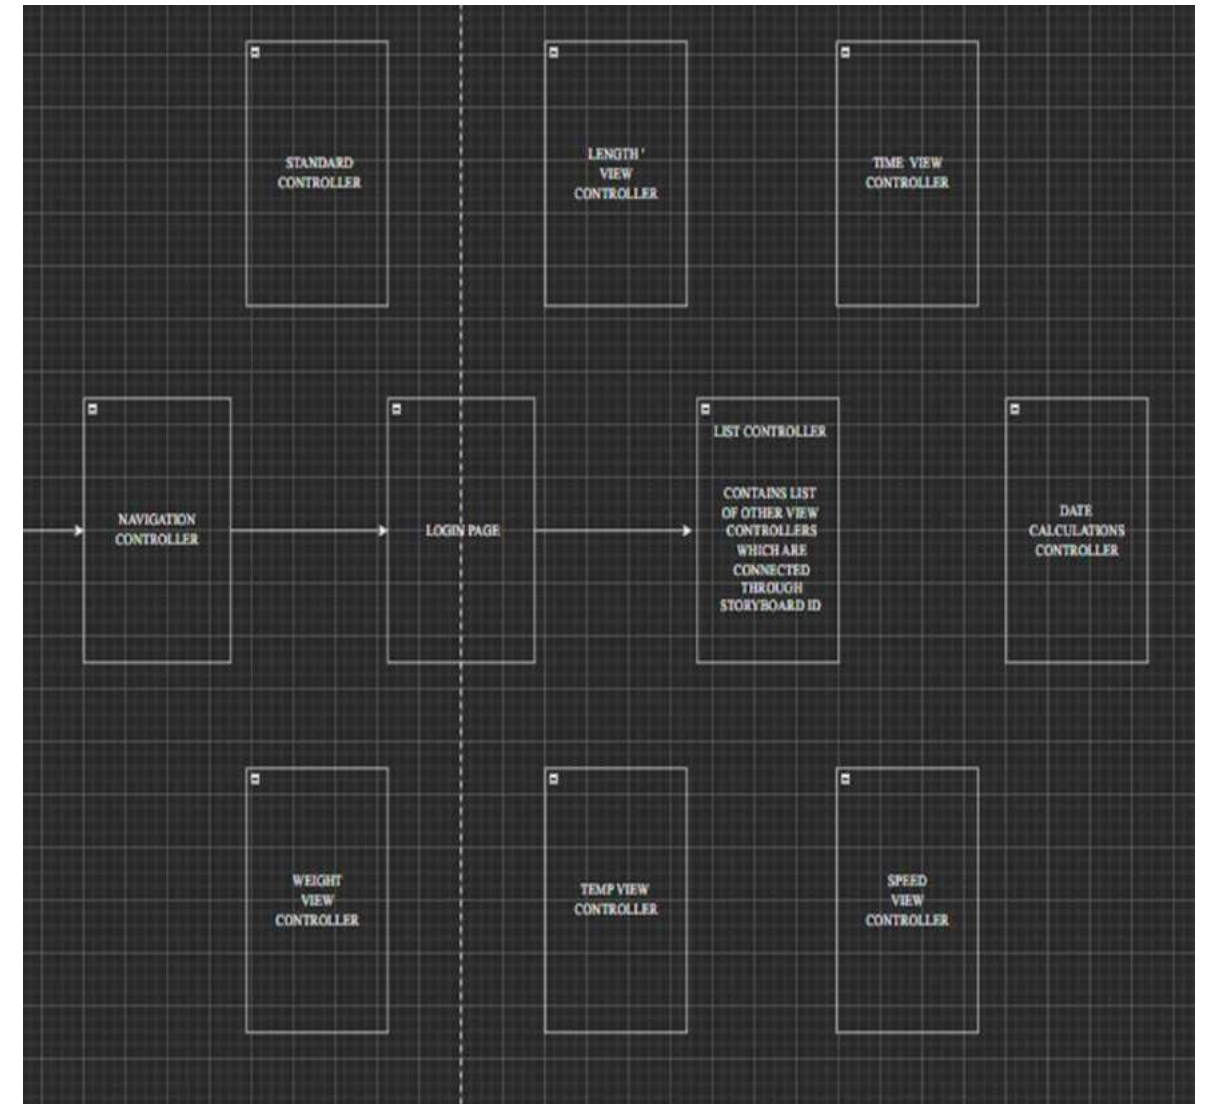 STANDARD
CONTROLLER
LENGTH '
VIEW
CONTROLLER
TIME VIEW
CONTROLLER
NAVIGATION
CONTROLLER
LOGIN PAGE
LIST CONTROLLER
CONTAINS LIST
OF OTHER VIEW
CONTROLLERS
WHICH ARE
CONNECTED
THROUGH
STORYBOARD ID
DATE
CALCULATIONS
CONTROLLER
WEIGHT
VIEW
CONTROLLER
TEMP VIEW
CONTROLLER
SPEED
VIEW
CONTROLLER